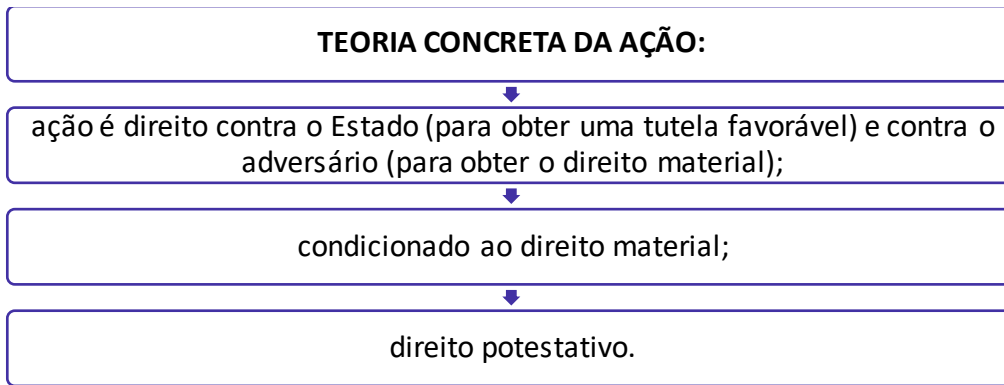 TEORIA CONCRETA DA AÇÃO:
ação é direito contra o Estado (para obter uma tutela favorável) e contra o
adversário (para obter o direito material);
condicionado ao direito material;
direito potestativo.